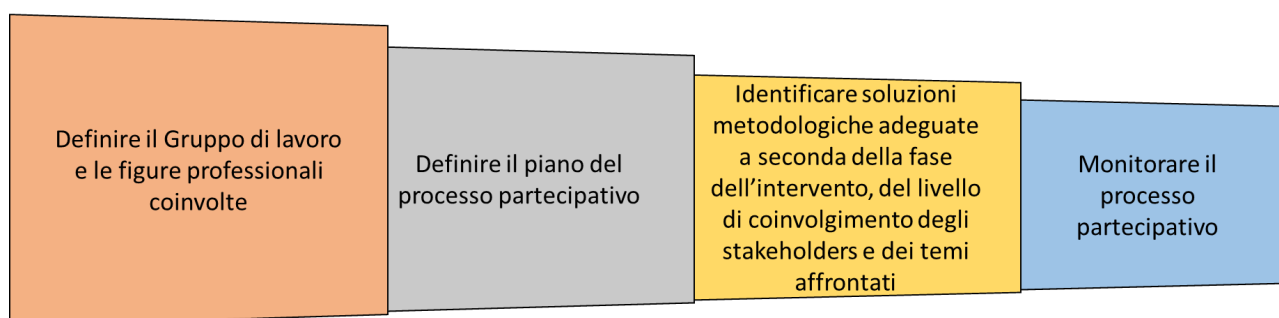 Definire il Gruppo di lavoro
e le figure professionali
coinvolte
Definire il piano del
processo partecipativo
Identificare soluzioni
metodologiche adeguate
a seconda della fase
dell'intervento, del livello
di coinvolgimento degli
stakeholders e dei temi
affrontati
Monitorare il
processo
partecipativo